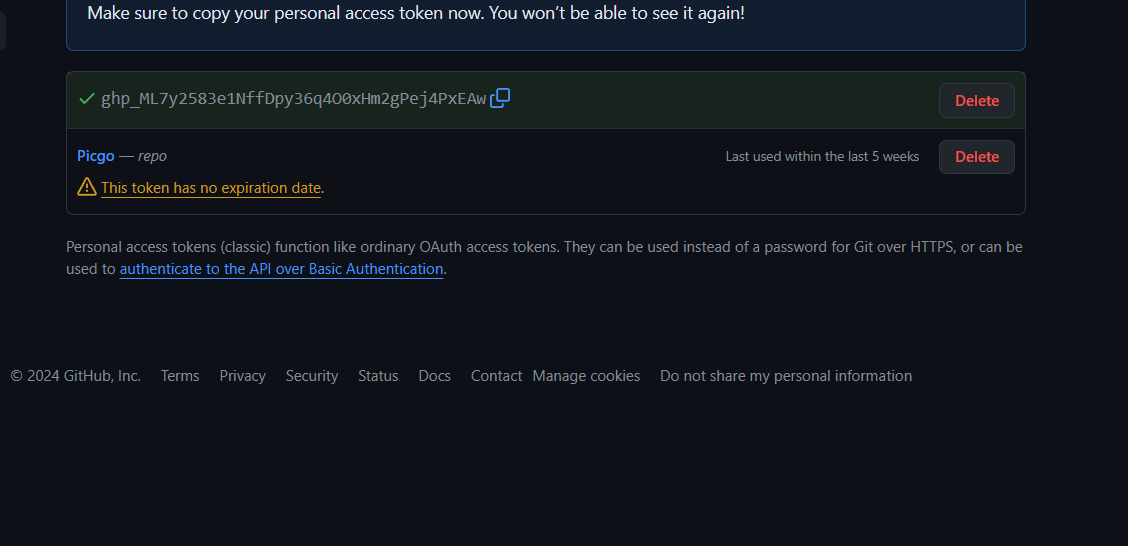 Make sure to copy your personal access token now. You won’t be able to see it again!
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
Delete
Picgo — repo
Last used within the last 5 weeks
Delete
This token has no expiration date.
Personal access tokens (classic) function like ordinary OAuth access tokens. They can be used instead of a password for Git over HTTPS, or can be
used to authenticate to the API over Basic Authentication.
© 2024 GitHub, Inc. Terms Privacy Security Status Docs Contact Manage cookies Do not share my personal information